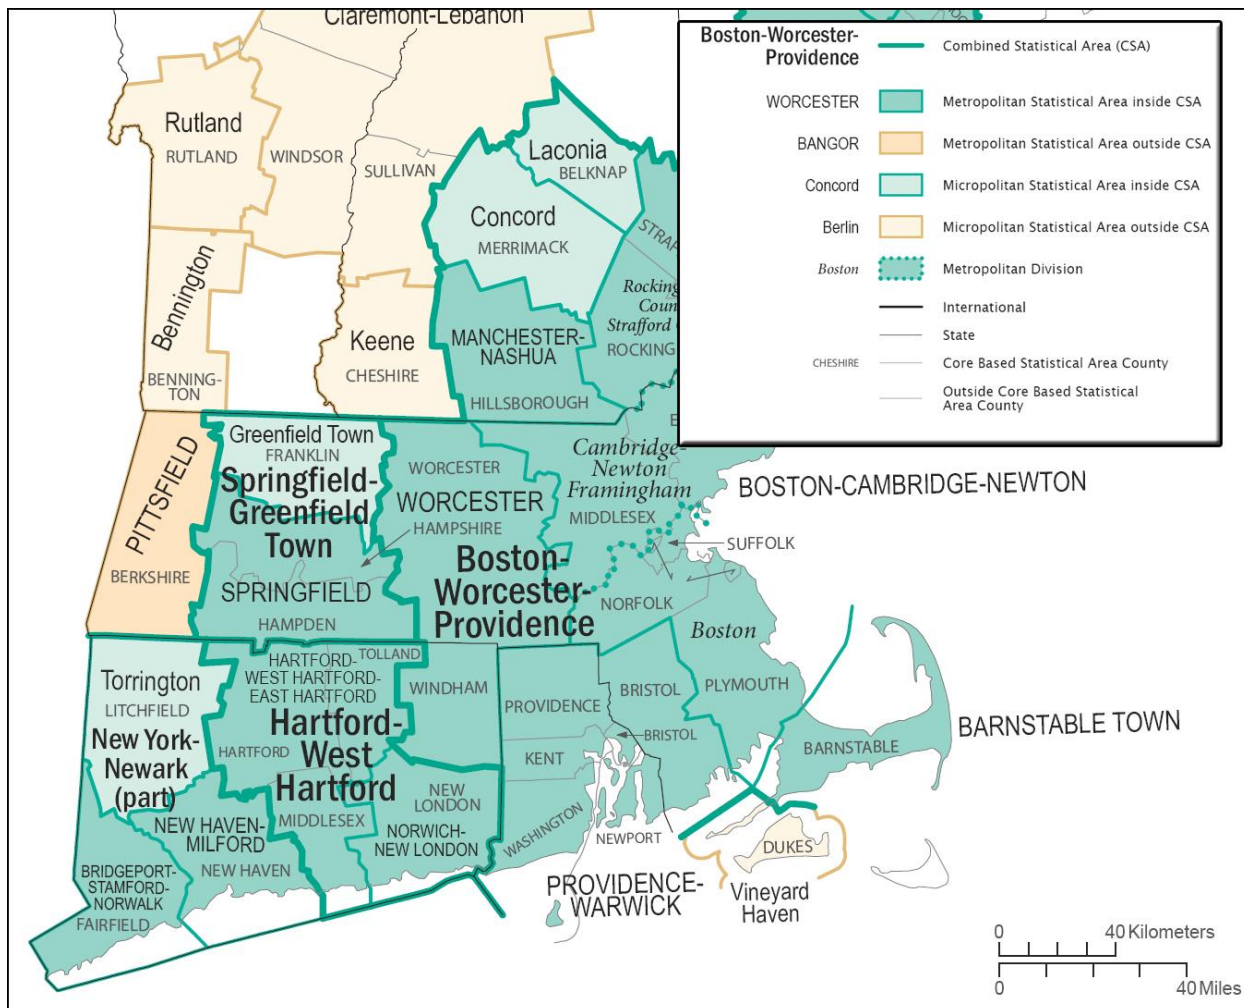 Claremont-Lebanon
Rutland
RUTLAND
WINDSOR
SULLIVAN
Laconia
BELKNAP
Concord
MERRIMACK
Bennington
BENNING-
TON
Keene
CHESHIRE
MANCHESTER-
NASHUA
HILLSBOROUGH
Rocking
Coun
Strafford
ROCKING
PITTSFIELD
BERKSHIRE
Greenfield Town
FRANKLIN
Springfield-
Greenfield
Town
HAMPSHIRE
SPRINGFIELD
HAMPDEN
WORCESTER
WORCESTER
Boston-
Worcester-
Providence
Cambridge-
Newton
Framingham
MIDDLESEX
BOSTON-CAMBRIDGE-NEWTON
SUFFOLK
NORFOLK
Boston
Torrington
LITCHFIELD
New York-
Newark
(part)
HARTFORD-
WEST HARTFORD-
EAST HARTFORD
TOLLAND
HARTFORD
Hartford-
West
Hartford
WINDHAM
PROVIDENCE
BRISTOL
PLYMOUTH
BRISTOL
KENT
BARNSTABLE
BARNSTABLE TOWN
NEW HAVEN-
MILFORD
NEW HAVEN
MIDDLESEX
NEW
LONDON
NORWICH-
NEW LONDON
WASHINGTON
NEWPORT
BRIDGEPORT-
STAMFORD-
NORWALK
FAIRFIELD
PROVIDENCE-
WARWICK
DUKES
Vineyard
Haven
Boston-Worcester-
Providence
Combined Statistical Area (CSA)
WORCESTER Metropolitan Statistical Area inside CSA
BANGOR Metropolitan Statistical Area outside CSA
Concord Micropolitan Statistical Area inside CSA
Berlin Micropolitan Statistical Area outside CSA
Boston Metropolitan Division
International
State
CHESHIRE Core Based Statistical Area County
Outside Core Based Statistical
Area County
0 40 Kilometers
0 40 Miles